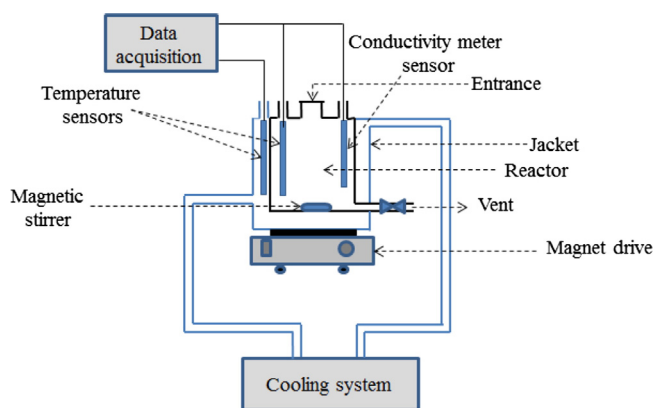 Data
acquisition
Conductivity meter
sensor
Entrance
Temperature
sensors
Jacket
Reactor
Magnetic
stirrer
Vent
Magnet drive
Cooling system